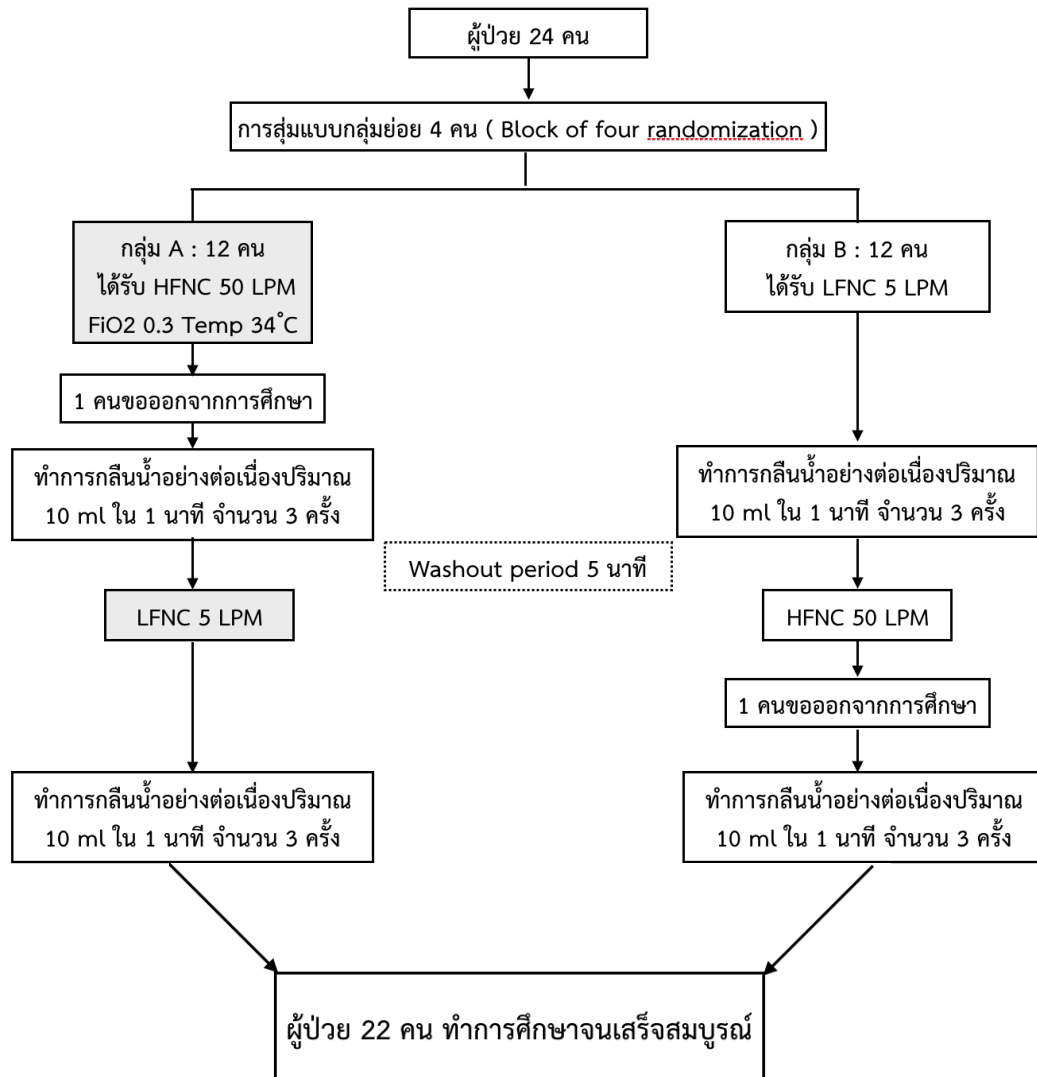 ผู้ป่วย 24 คน
การสุ่มแบบกลุ่มย่อย 4 คน ( Block of four randomization )
กลุ่ม A : 12 คน
ได้รับ HFNC 50 LPM
FiO2 0.3 Temp 34˚C
กลุ่ม B : 12 คน
ได้รับ LFNC 5 LPM
1 คนขอออกจากการศึกษา
ทำการกลืนน้ำอย่างต่อเนื่องปริมาณ
10 ml ใน 1 นาที จำนวน 3 ครั้ง
ทำการกลืนน้ำอย่างต่อเนื่องปริมาณ
10 ml ใน 1 นาที จำนวน 3 ครั้ง
Washout period 5 นาที
LFNC 5 LPM
HFNC 50 LPM
1 คนขอออกจากการศึกษา
ทำการกลืนน้ำอย่างต่อเนื่องปริมาณ
10 ml ใน 1 นาที จำนวน 3 ครั้ง
ทำการกลืนน้ำอย่างต่อเนื่องปริมาณ
10 ml ใน 1 นาที จำนวน 3 ครั้ง
ผู้ป่วย 22 คน ทำการศึกษาจนเสร็จสมบูรณ์